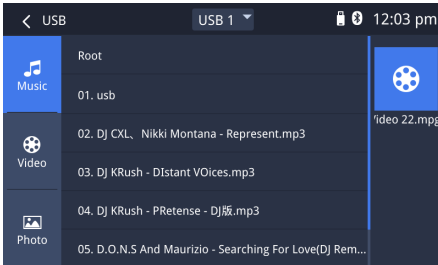 USB
USB 1
12:03 pm
Music
Video
Photo
Root
01. usb
02. DJ CXL、Nikki Montana - Represent.mp3
03. DJ KRush - DIstant VOices.mp3
04. DJ KRush - PRetense - DJ版.mp3
05. D.O.N.S And Maurizio - Searching For Love(DJ Rem...
Video 22.mpg